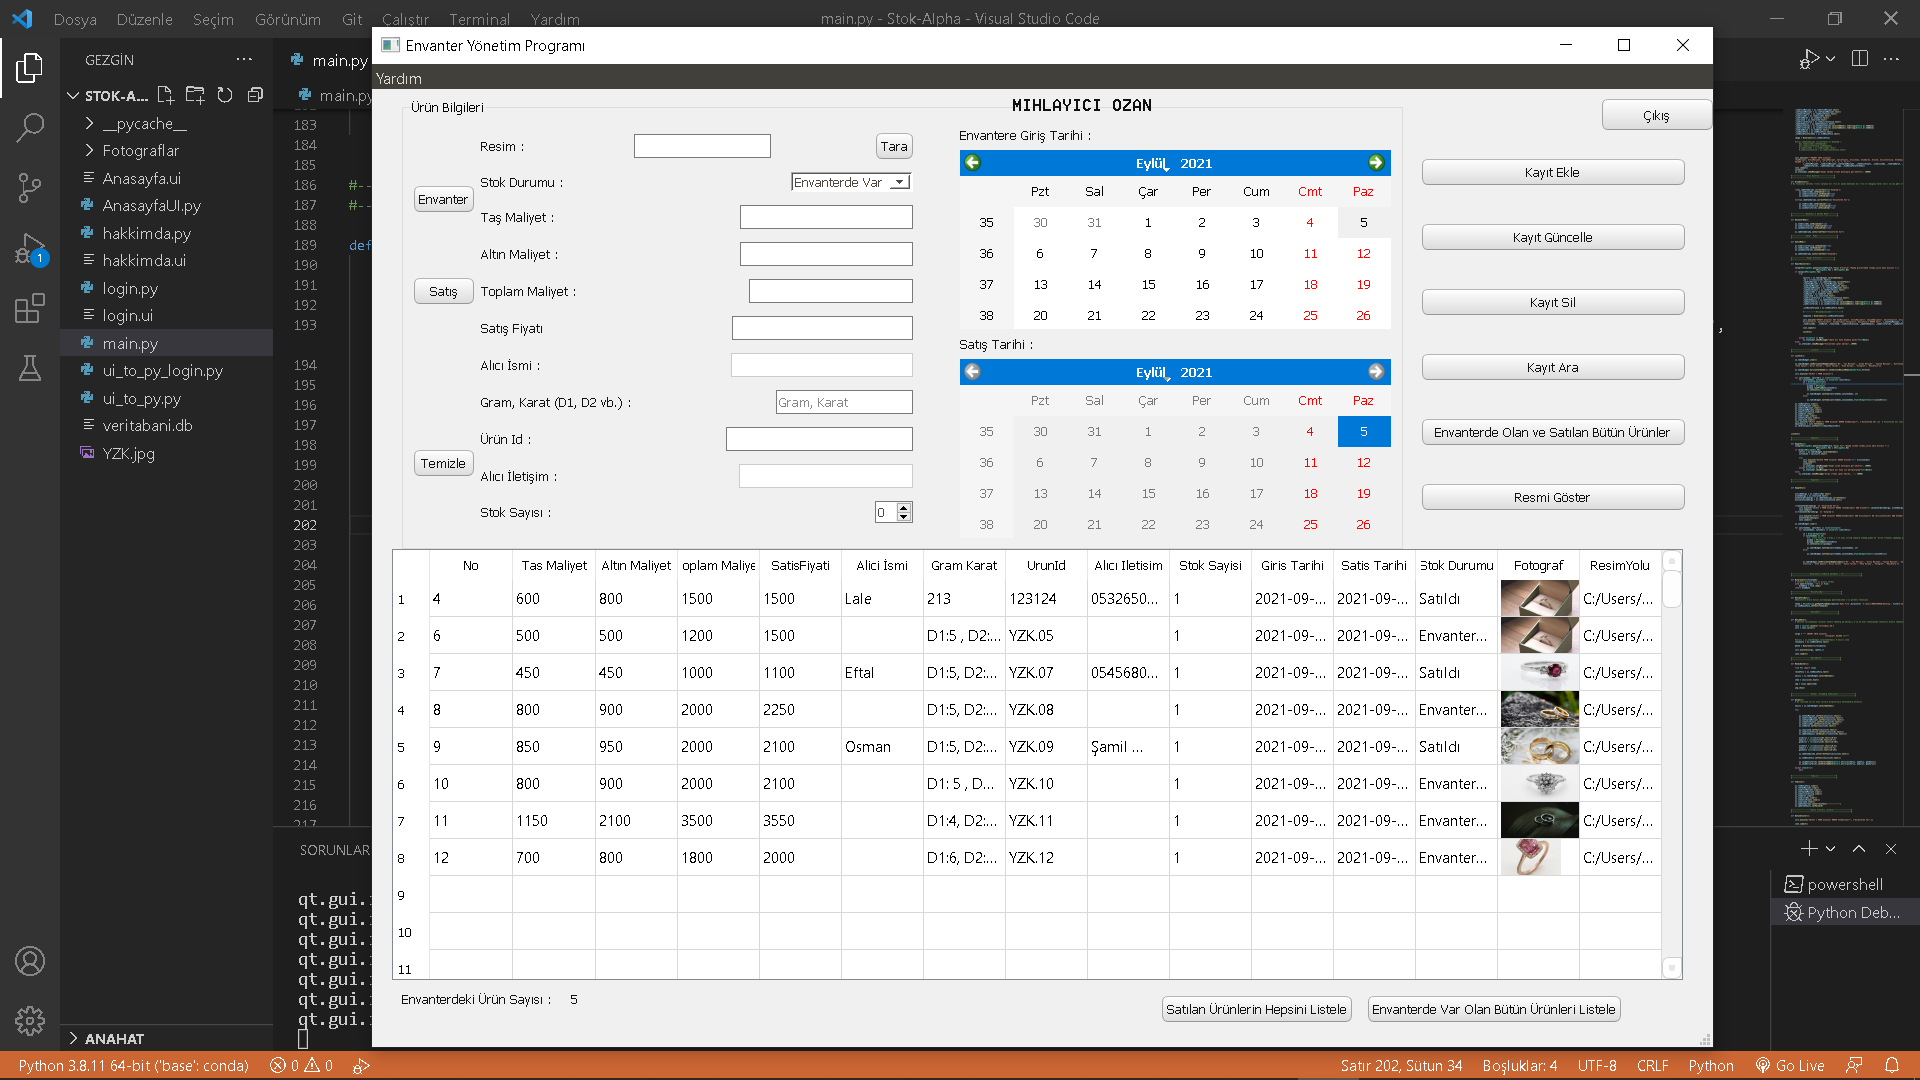 Dosya Düzenle Seçim Görünüm Git Çalıştır Terminal Yardım
main.py - Stok-Alpha - Visual Studio Code
GEZGİN
STOK-A...
__pycache__
Fotograflar
Anasayfa.ui
AnasayfaUI.py
hakkimda.py
hakkimda.ui
login.py
login.ui
main.py
ui_to_py_login.py
ui_to_py.py
veritabani.db
YZK.jpg
ANAHAT
1
main.py
main.py
183
184
185
186 #--
187 #--
188
189 def
190
191
192
193
194
195
196
197
198
199
200
201
202
203
204
205
206
207
208
209
210
211
212
213
214
215
216
217
SORUNLAR
qt.gui.
qt.gui.
qt.gui.
qt.gui.
qt.gui.
qt.gui.
qt.gui.
Envanter Yönetim Programı
Yardım
Ürün Bilgileri
MIHLAYICI OZAN
Çıkış
Resim :
Tara
Stok Durumu :
Envanterde Var
Envanter
Taş Maliyet :
Altın Maliyet :
Satış
Toplam Maliyet :
Satış Fiyatı
Alıcı İsmi :
Gram, Karat (D1, D2 vb.) :
Gram, Karat
Ürün Id :
Temizle
Alıcı İletişim :
Stok Sayısı :
0
Envantere Giriş Tarihi :
Eylül, 2021
Pzt Sal Çar Per Cum Cmt Paz
35 30 31 1 2 3 4 5
36 6 7 8 9 10 11 12
37 13 14 15 16 17 18 19
38 20 21 22 23 24 25 26
Satış Tarihi :
Eylül, 2021
Pzt Sal Çar Per Cum Cmt Paz
35 30 31 1 2 3 4 5
36 6 7 8 9 10 11 12
37 13 14 15 16 17 18 19
38 20 21 22 23 24 25 26
Kayıt Ekle
Kayıt Güncelle
Kayıt Sil
Kayıt Ara
Envanterde Olan ve Satılan Bütün Ürünler
Resmi Göster
No Tas Maliyet Altın Maliyet oplam Maliye SatisFiyati Alici İsmi Gram Karat UrunId Alıcı Iletisim Stok Sayisi Giris Tarihi Satis Tarihi Stok Durumu Fotograf ResimYolu
1 4 600 800 1500 1500 Lale 213 123124 0532650... 1 2021-09-... 2021-09-... Satıldı C:/Users/...
2 6 500 500 1200 1500 D1:5 , D2:... YZK.05 1 2021-09-... 2021-09-... Envanter... C:/Users/...
3 7 450 450 1000 1100 Eftal D1:5, D2:... YZK.07 0545680... 1 2021-09-... 2021-09-... Satıldı C:/Users/...
4 8 800 900 2000 2250 D1:5, D2:... YZK.08 1 2021-09-... 2021-09-... Envanter... C:/Users/...
5 9 850 950 2000 2100 Osman D1:5, D2:... YZK.09 Şamil ... 1 2021-09-... 2021-09-... Satıldı C:/Users/...
6 10 800 900 2000 2100 D1: 5 , D... YZK.10 1 2021-09-... 2021-09-... Envanter... C:/Users/...
7 11 1150 2100 3500 3550 D1:4, D2:... YZK.11 1 2021-09-... 2021-09-... Envanter... C:/Users/...
8 12 700 800 1800 2000 D1:6, D2:... YZK.12 1 2021-09-... 2021-09-... Envanter... C:/Users/...
9
10
11
Envanterdeki Ürün Sayısı : 5
Satılan Ürünlerin Hepsini Listele
Envanterde Var Olan Bütün Ürünleri Listele
powershell
Python Deb...
Python 3.8.11 64-bit ('base': conda) 0 0
Satır 202, Sütun 34 Boşluklar: 4 UTF-8 CRLF Python Go Live